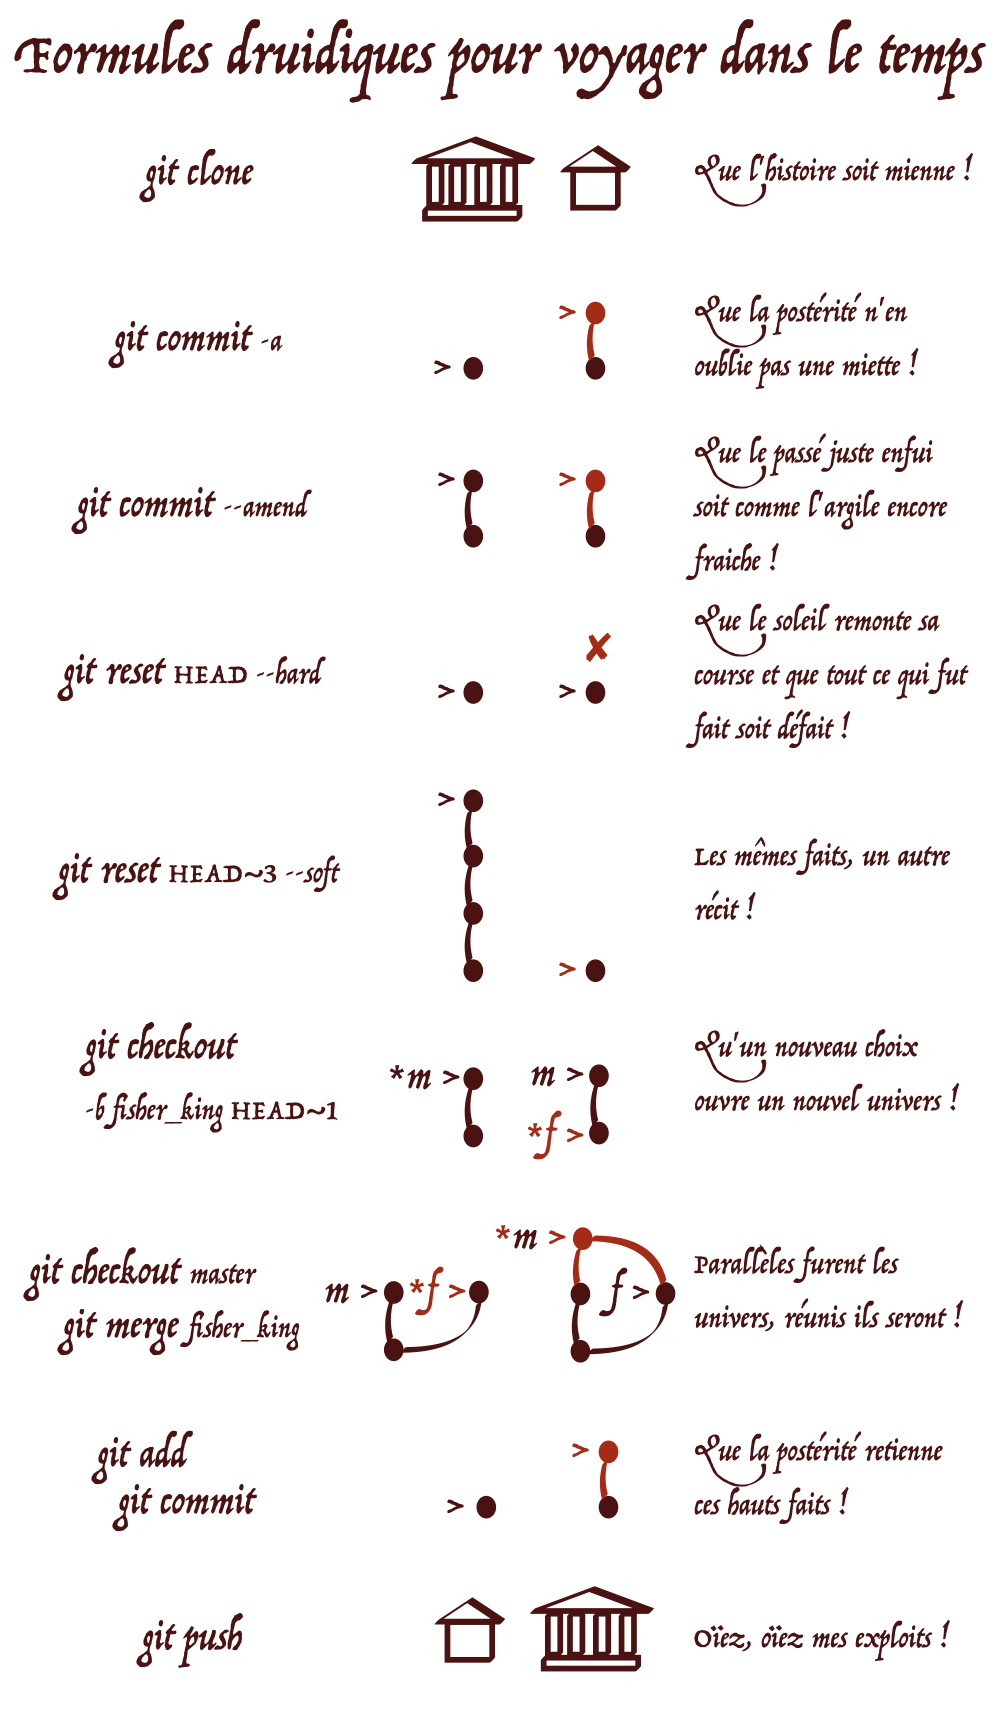 Formules druidiques pour voyager dans le temps
git clone
Que l'histoire soit mienne !
git commit -a
>
>
Que la postérité n'en
oublie pas une miette !
git commit --amend
>
>
Que le passé juste enfui
soit comme l'argile encore
fraiche !
git reset HEAD --hard
>
✘
>
Que le soleil remonte sa
course et que tout ce qui fut
fait soit défait !
git reset HEAD~3 --soft
>
>
Les mêmes faits, un autre
récit !
git checkout
-b fisher_king HEAD~1
*m >
m >
*f >
Qu'un nouveau choix
ouvre un nouvel univers !
git checkout master
git merge fisher_king
m >
*f >
*m >
f >
Parallèles furent les
univers, réunis ils seront !
git add
git commit
>
>
Que la postérité retienne
ces hauts faits !
git push
Oïez, oïez mes exploits !